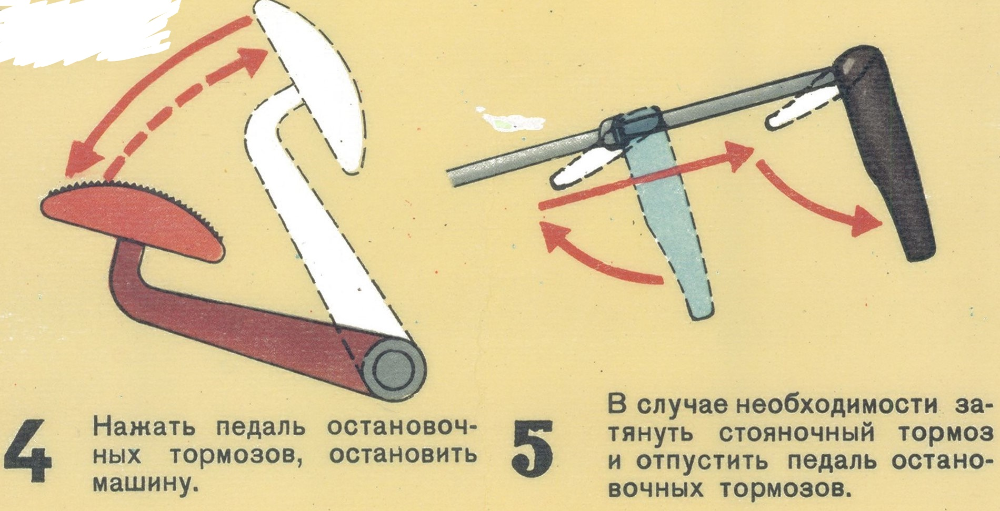 4
Нажать педаль остановоч-
ных тормозов, остановить
машину.
5
В случае необходимости за-
тянуть стояночный тормоз
и отпустить педаль остано-
вочных тормозов.